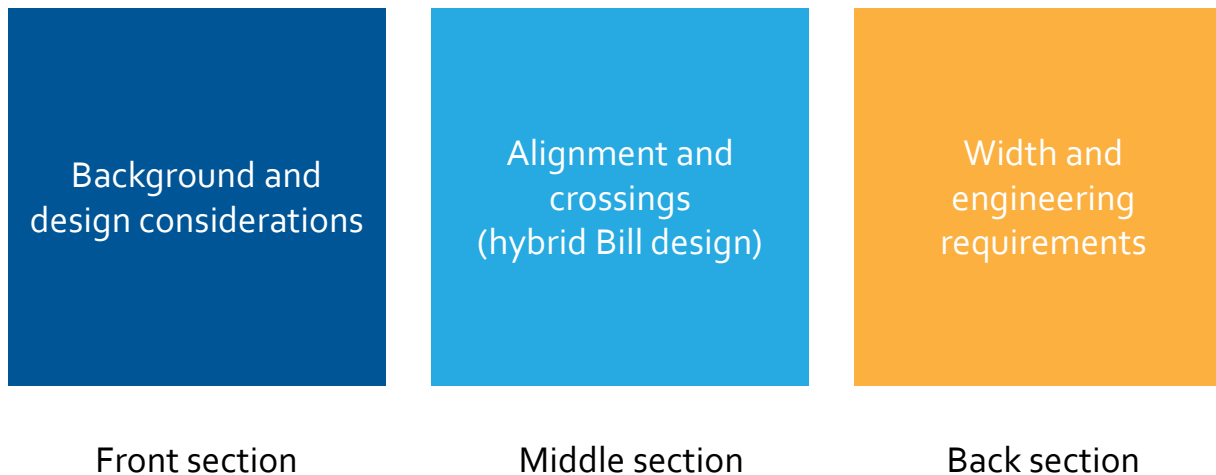 Background and
design considerations
Alignment and
crossings
(hybrid Bill design)
Width and
engineering
requirements
Front section
Middle section
Back section